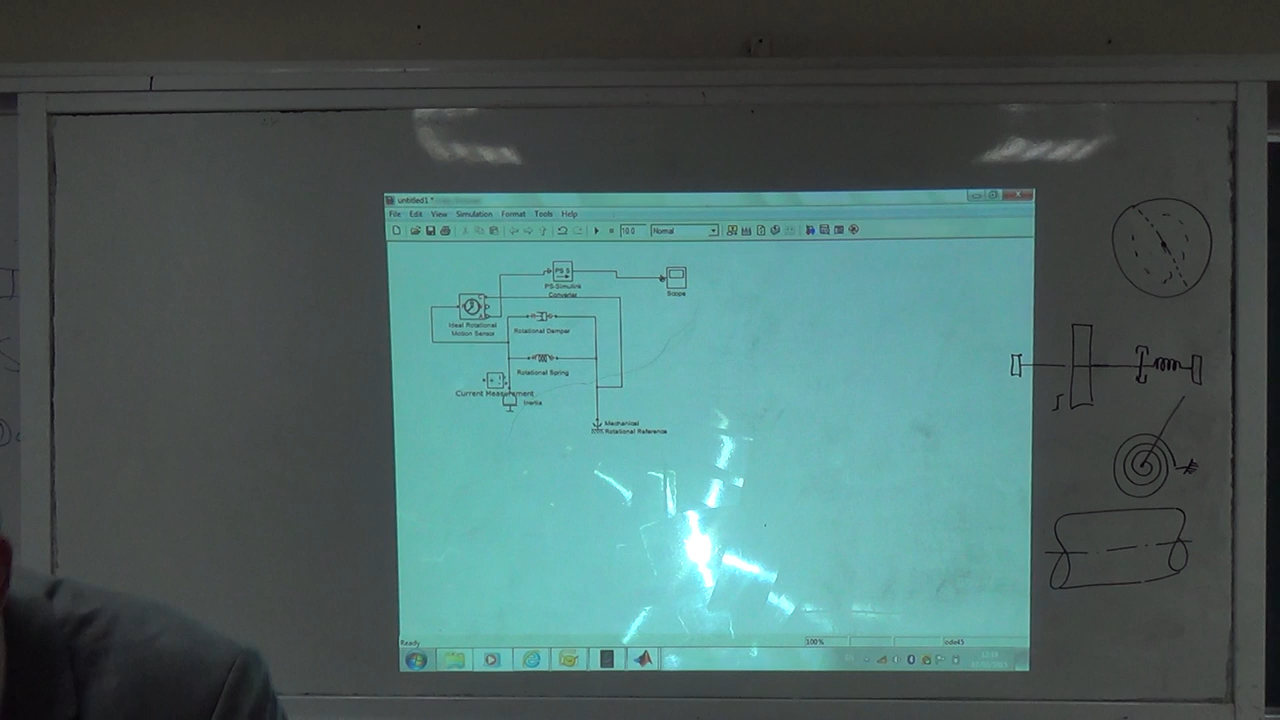 untitled1 *
File Edit View Simulation Format Tools Help
10.0 Normal
PS S
PS-Simulink
Converter
Scope
Ideal Rotational
Motion Sensor
Rotational Damper
Rotational Spring
Current Measurement
Inertia
Mechanical
Rotational Reference
J
Ready 100% ode45